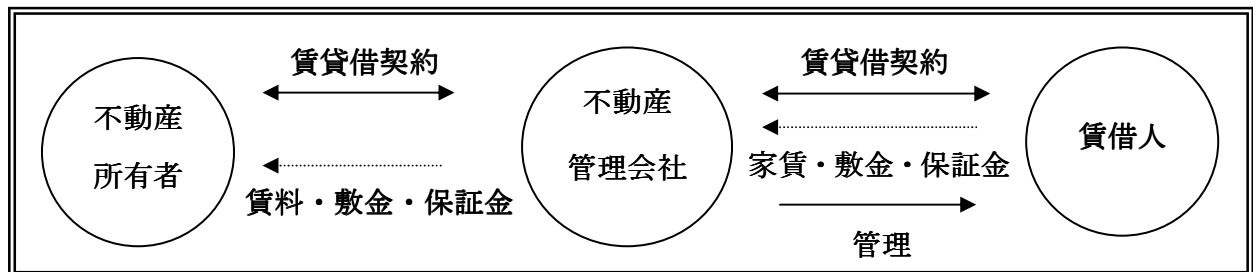 賃貸借契約
賃貸借契約
不動産
所有者
不動産
管理会社
賃借人
賃料・敷金・保証金
家賃・敷金・保証金
管理